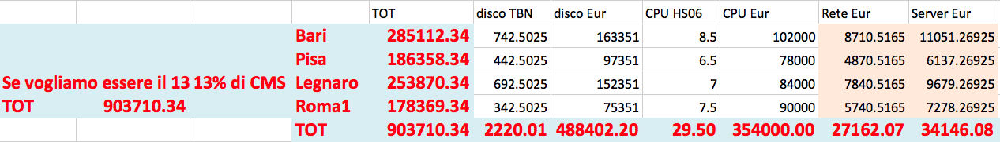 TOT disco TBN disco Eur CPU HS06 CPU Eur Rete Eur Server Eur
Bari 285112.34 742.5025 163351 8.5 102000 8710.5165 11051.26925
Pisa 186358.34 442.5025 97351 6.5 78000 4870.5165 6137.26925
Se vogliamo essere il 13 13% di CMS Legnaro 253870.34 692.5025 152351 7 84000 7840.5165 9679.26925
TOT 903710.34 Roma1 178369.34 342.5025 75351 7.5 90000 5740.5165 7278.26925
TOT 903710.34 2220.01 488402.20 29.50 354000.00 27162.07 34146.08